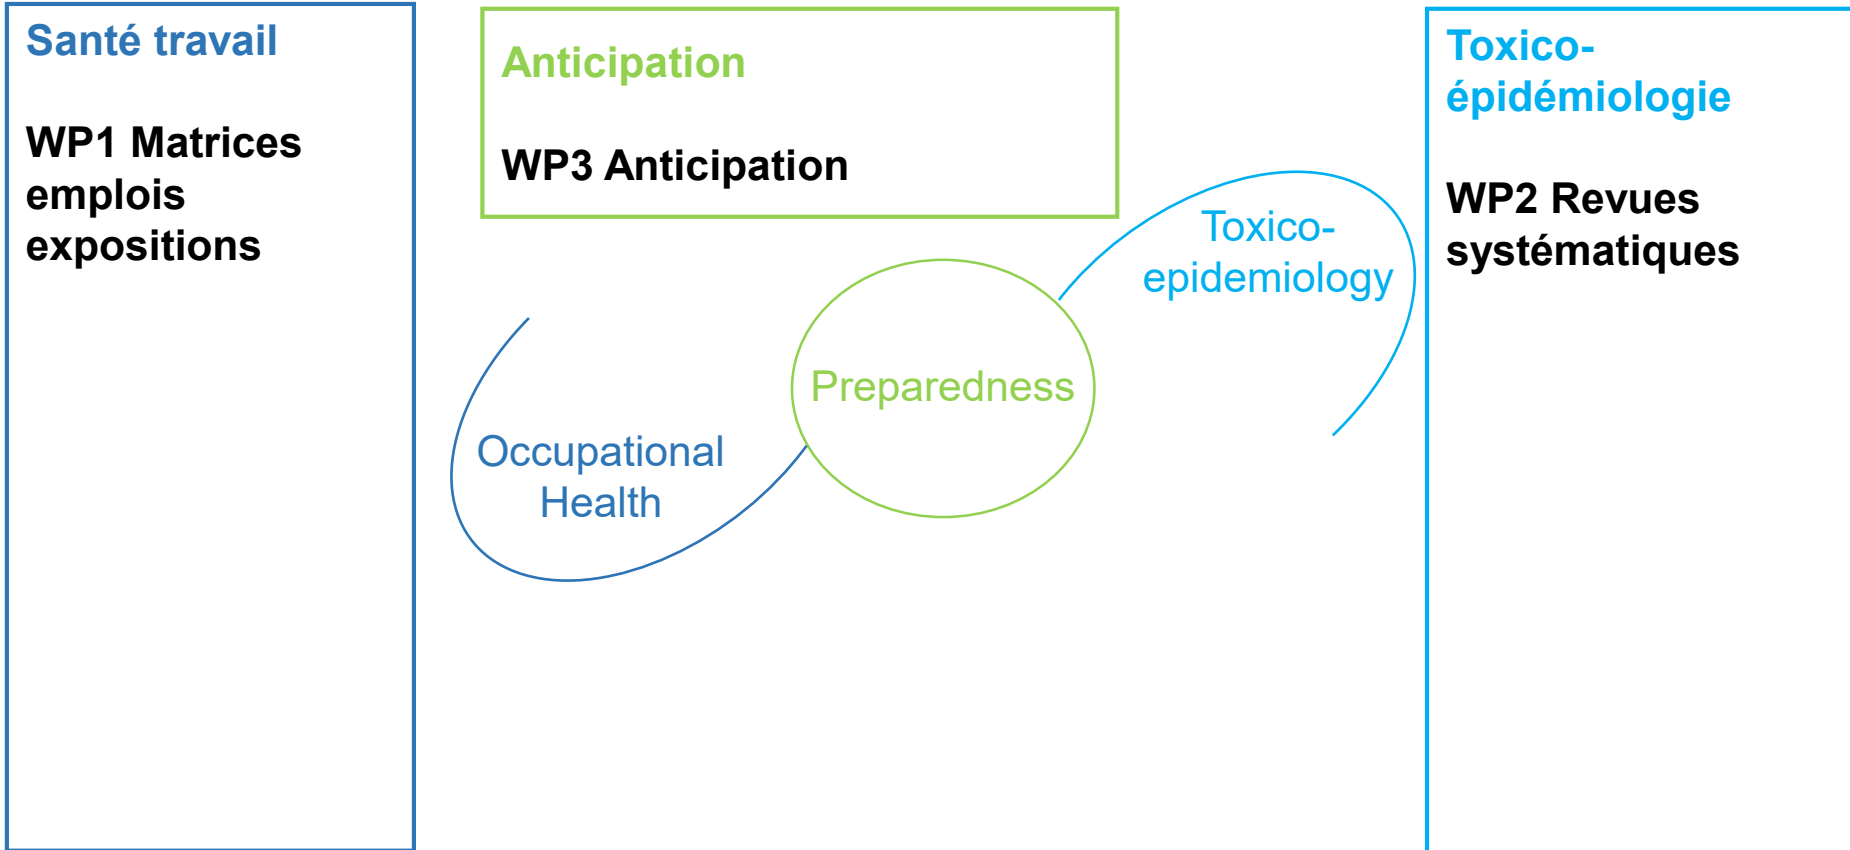 Santé travail
WP1 Matrices
emplois
expositions
Anticipation
WP3 Anticipation
Toxico-
épidémiologie
WP2 Revues
systématiques
Toxico-
epidemiology
Preparedness
Occupational
Health